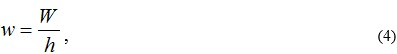 w = W / h , (4)